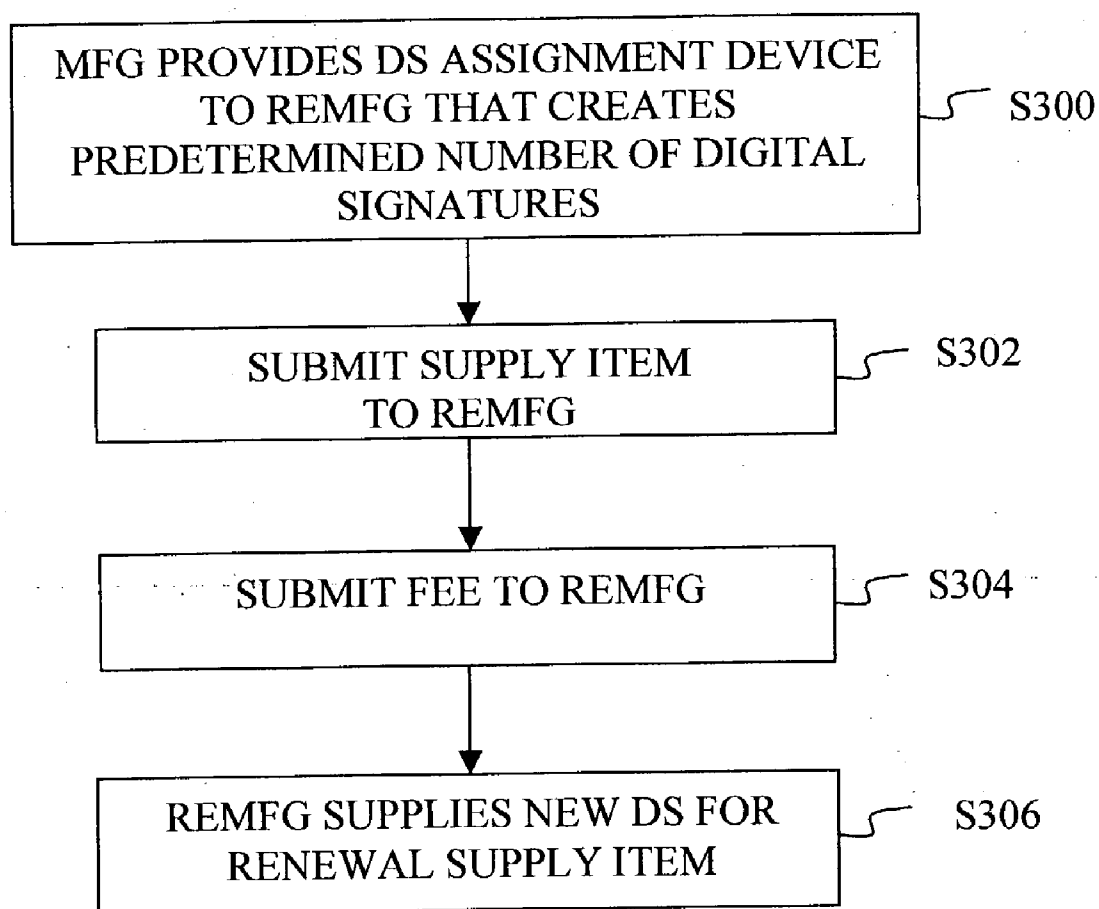 MFG PROVIDES DS ASSIGNMENT DEVICE
TO REMFG THAT CREATES
PREDETERMINED NUMBER OF DIGITAL
SIGNATURES
S300
SUBMIT SUPPLY ITEM
TO REMFG
S302
SUBMIT FEE TO REMFG
S304
REMFG SUPPLIES NEW DS FOR
RENEWAL SUPPLY ITEM
S306